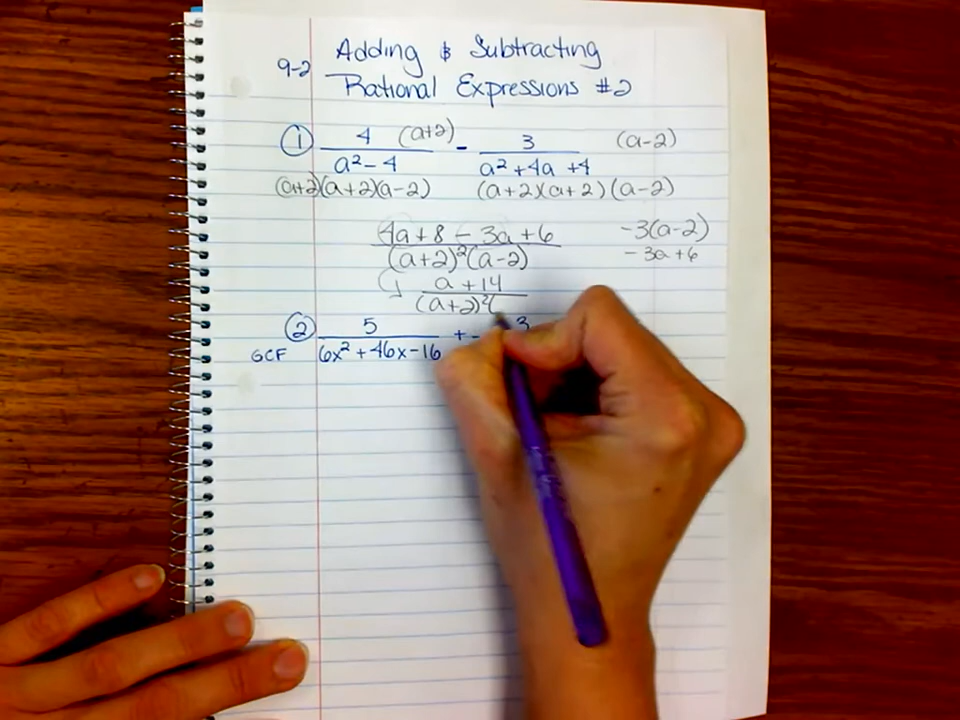 9-2 Adding & Subtracting
Rational Expressions #2
① 4 (a+2) - 3 (a-2)
a² - 4 a² + 4a + 4
(a+2)(a+2)(a-2) (a+2)(a+2)(a-2)
4a+8 - 3a+6 -3(a-2)
(a+2)²(a-2) -3a+6
a + 14
(a+2)²(
② 5 + 3
GCF 6x² + 46x - 16